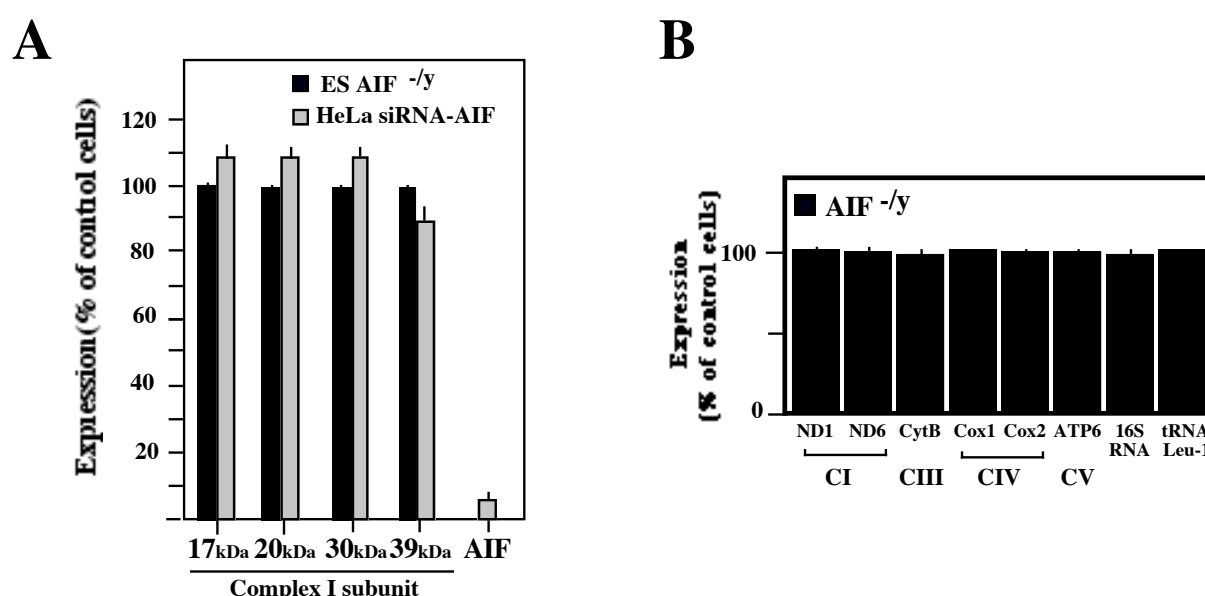 A
ES AIF -/y
HeLa siRNA-AIF
Expression(% of control cells)
120
100
80
60
40
20
17kDa 20kDa 30kDa 39kDa AIF
Complex I subunit
B
AIF -/y
Expression
(% of control cells)
100
0
ND1 ND6 CytB Cox1 Cox2 ATP6 16S tRNA
RNA Leu-1
CI CIII CIV CV